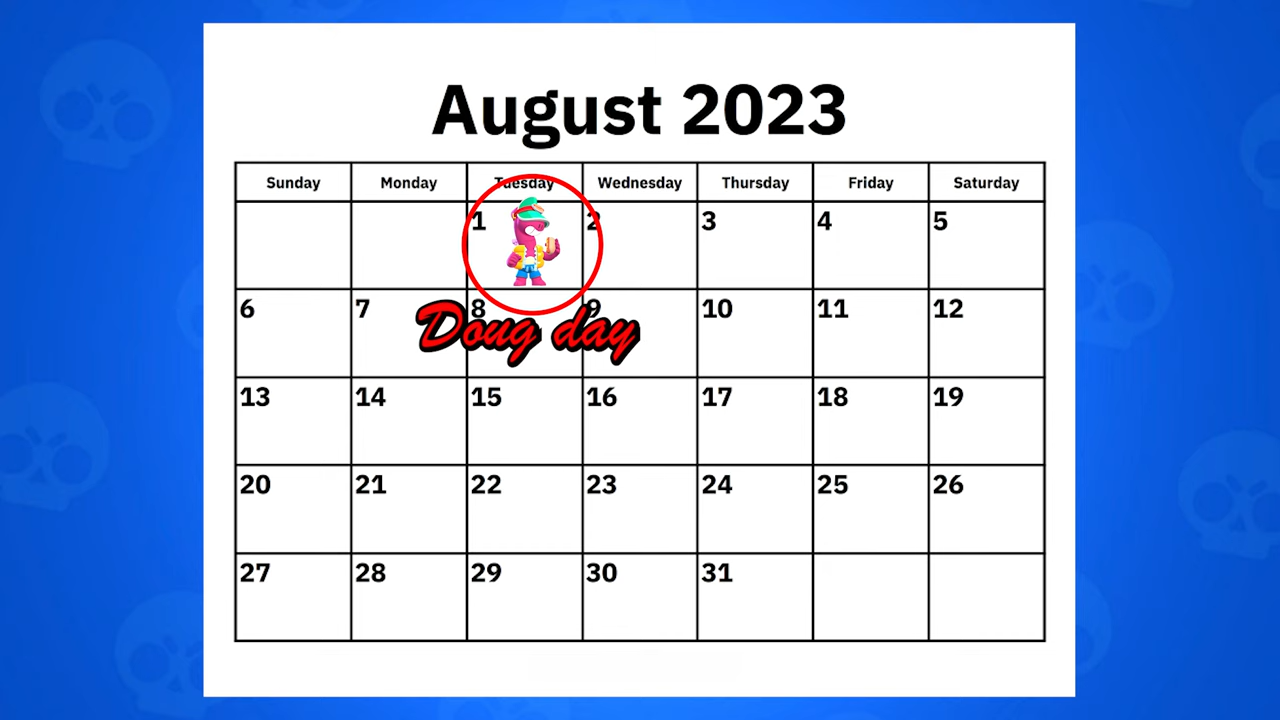 August 2023
Sunday Monday Tuesday Wednesday Thursday Friday Saturday
1 2 3 4 5
6 7 8 9 10 11 12
Doug day
13 14 15 16 17 18 19
20 21 22 23 24 25 26
27 28 29 30 31